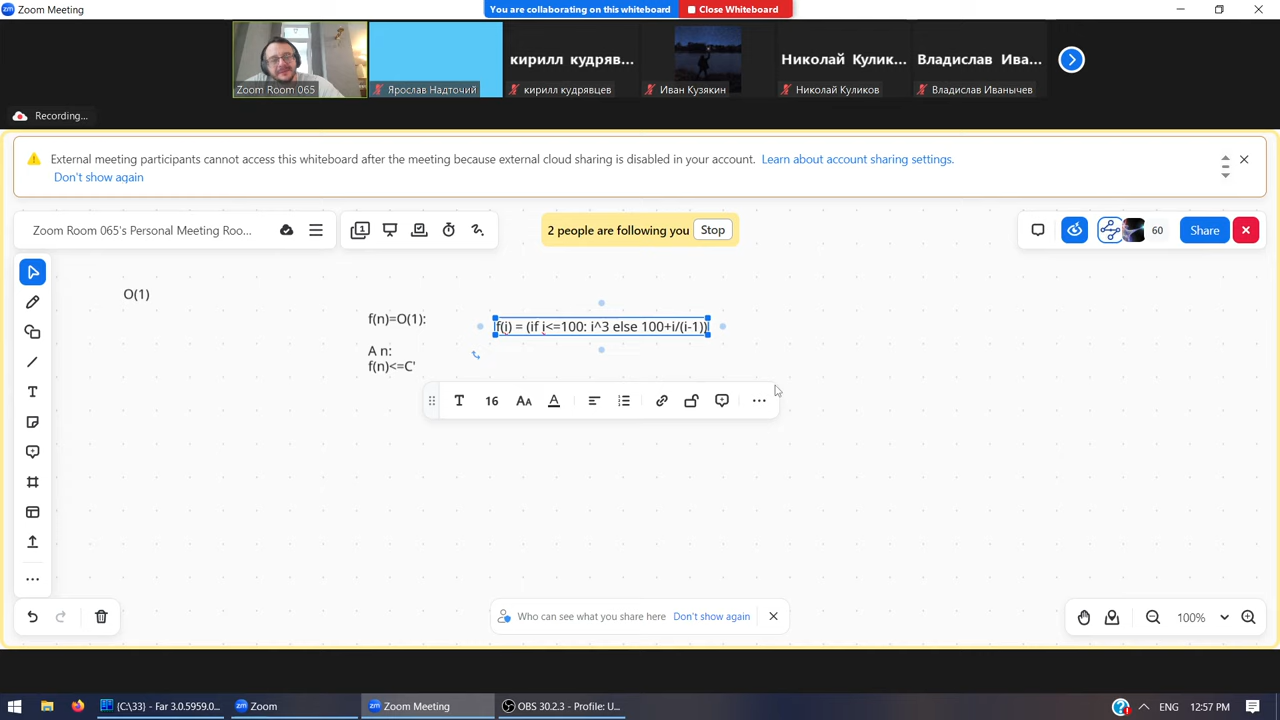 Zoom Meeting
You are collaborating on this whiteboard
Close Whiteboard
Zoom Room 065
Ярослав Надточий
кирилл кудряв...
кирилл кудрявцев
Иван Кузякин
Николай Кулик...
Николай Куликов
Владислав Ива...
Владислав Иванычев
Recording...
External meeting participants cannot access this whiteboard after the meeting because external cloud sharing is disabled in your account. Learn about account sharing settings.
Don't show again
Zoom Room 065's Personal Meeting Roo...
1
2 people are following you
Stop
60
Share
O(1)
f(n)=O(1):
f(i) = (if i<=100: i^3 else 100+i/(i-1))
A n:
f(n)<=C'
T
16
AA
A
T
Who can see what you share here
Don't show again
100%
(C:\33) - Far 3.0.5959.0...
Zoom
Zoom Meeting
OBS 30.2.3 - Profile: U...
ENG
12:57 PM